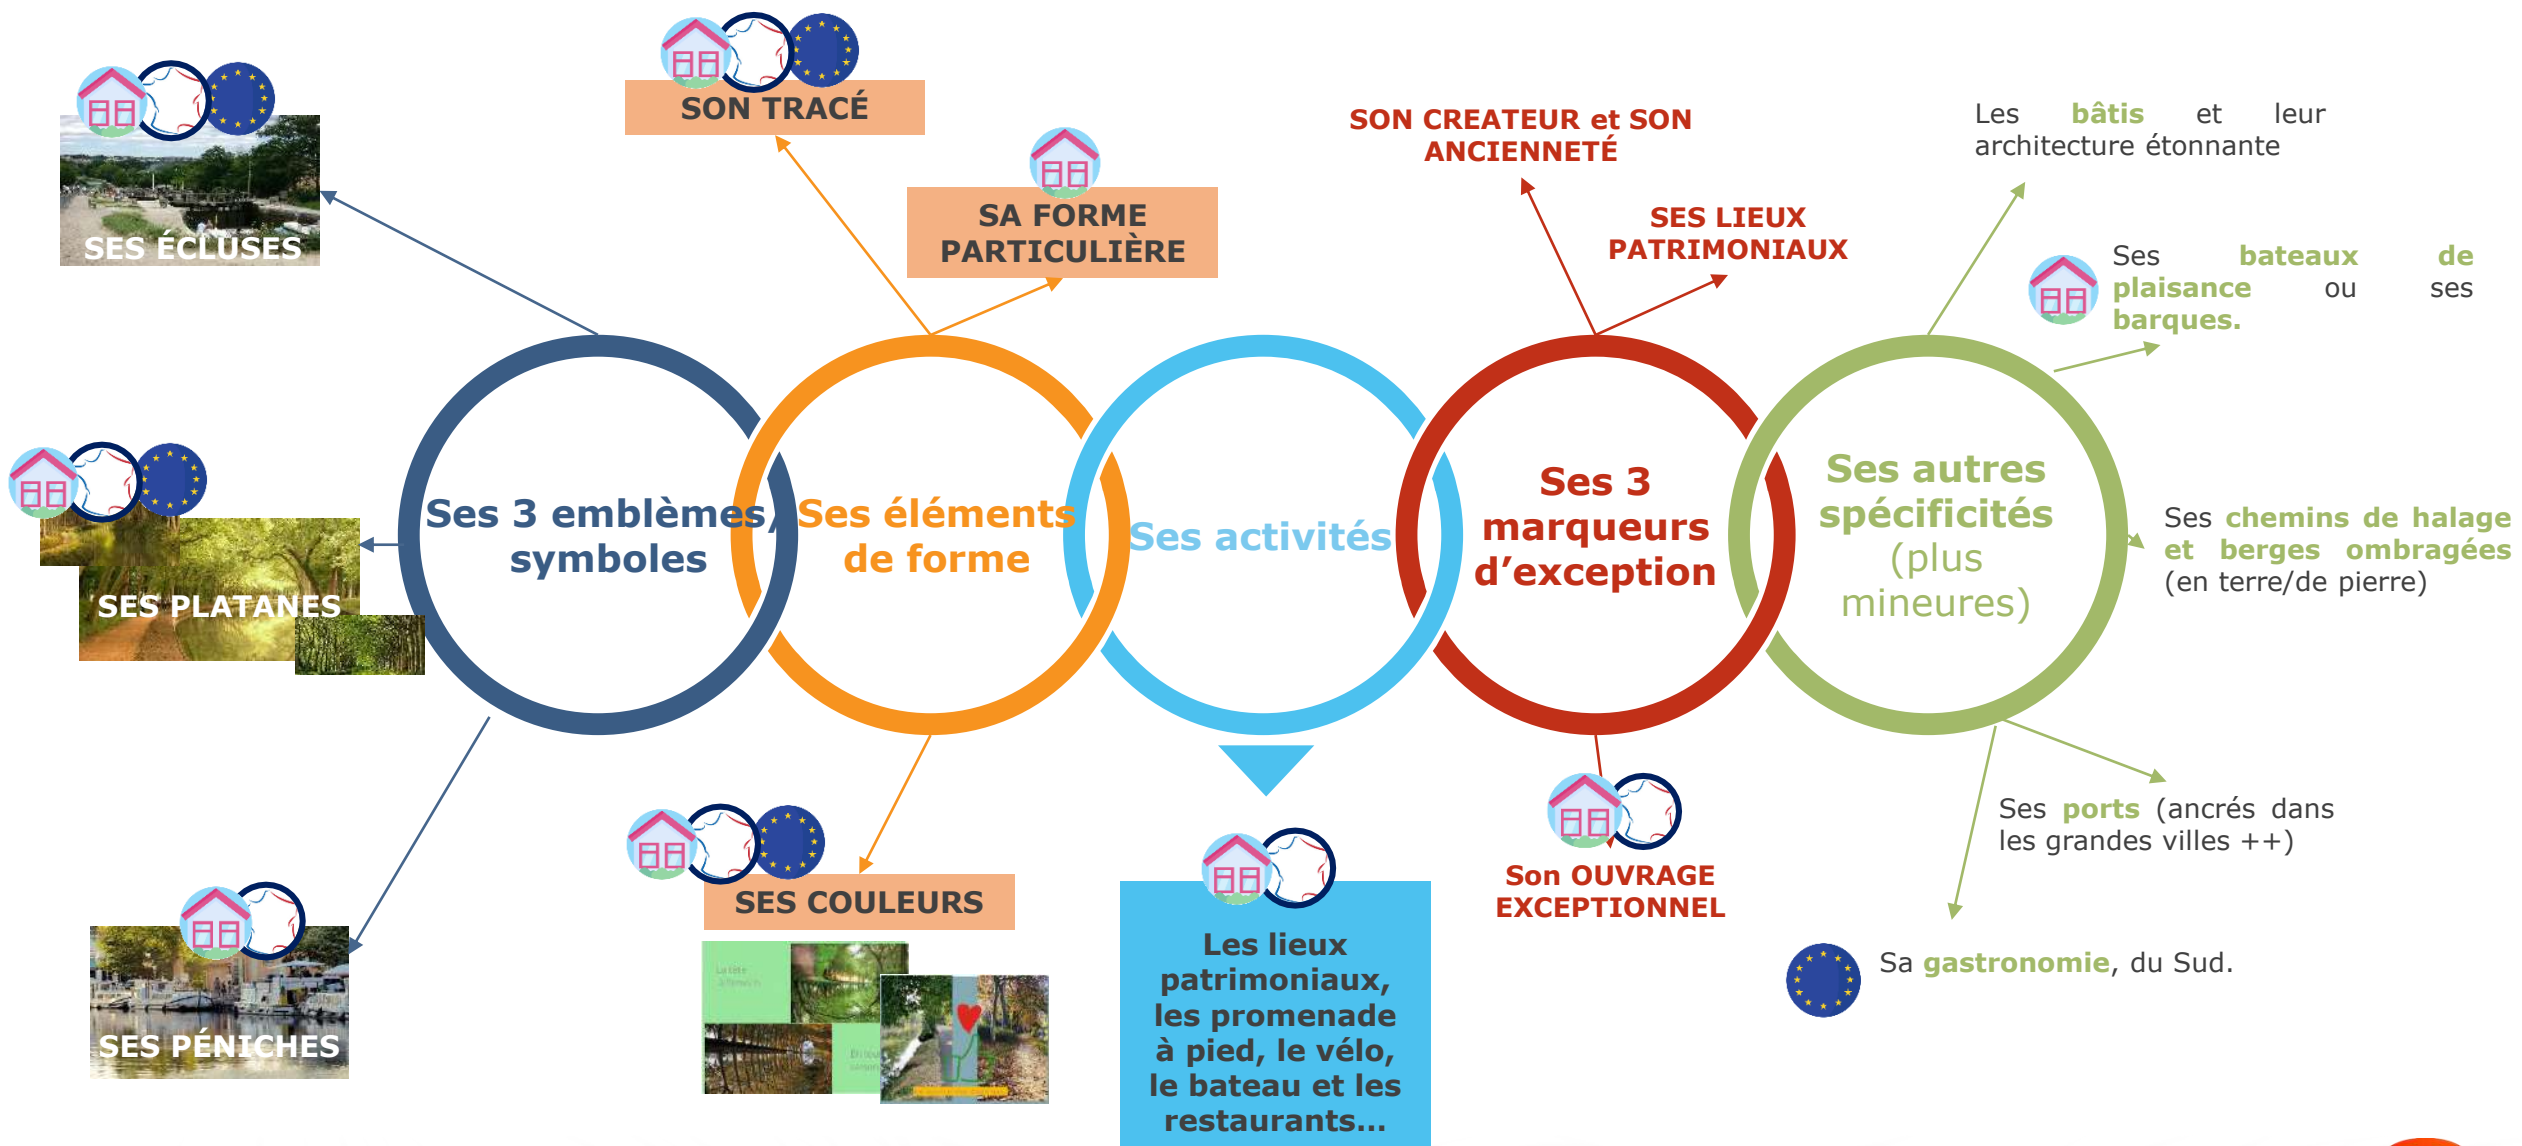 SON TRACÉ
SA FORME
PARTICULIÈRE
SON CREATEUR et SON
ANCIENNETÉ
SES LIEUX
PATRIMONIAUX
Les bâtis et leur
architecture étonnante
Ses bateaux de
plaisance ou ses
barques.
SES ÉCLUSES
Ses 3 emblèmes/
symboles
Ses éléments
de forme
Ses activités
Ses 3
marqueurs
d’exception
Ses autres
spécificités
(plus
mineures)
Ses chemins de halage
et berges ombragées
(en terre/de pierre)
SES PLATANES
Ses ports (ancrés dans
les grandes villes ++)
Son OUVRAGE
EXCEPTIONNEL
SES COULEURS
Les lieux
patrimoniaux,
les promenade
à pied, le vélo,
le bateau et les
restaurants…
Sa gastronomie, du Sud.
SES PÉNICHES